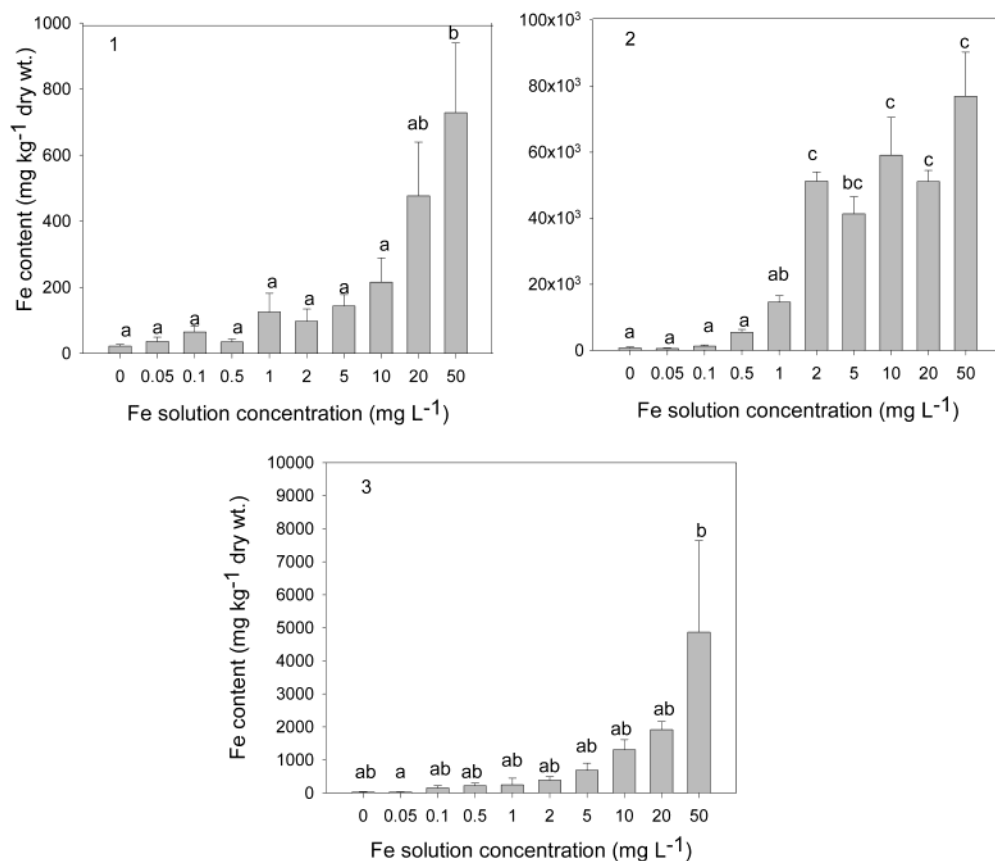 1
Fe content (mg kg⁻¹ dry wt.)
1000
800
600
400
200
0
a a a a a a a a ab b
0 0.05 0.1 0.5 1 2 5 10 20 50
Fe solution concentration (mg L⁻¹)
2
100x10³
80x10³
60x10³
40x10³
20x10³
0
a a a a ab c bc c c c
0 0.05 0.1 0.5 1 2 5 10 20 50
Fe solution concentration (mg L⁻¹)
3
Fe content (mg kg⁻¹ dry wt.)
10000
9000
8000
7000
6000
5000
4000
3000
2000
1000
0
ab a ab ab ab ab ab ab ab b
0 0.05 0.1 0.5 1 2 5 10 20 50
Fe solution concentration (mg L⁻¹)